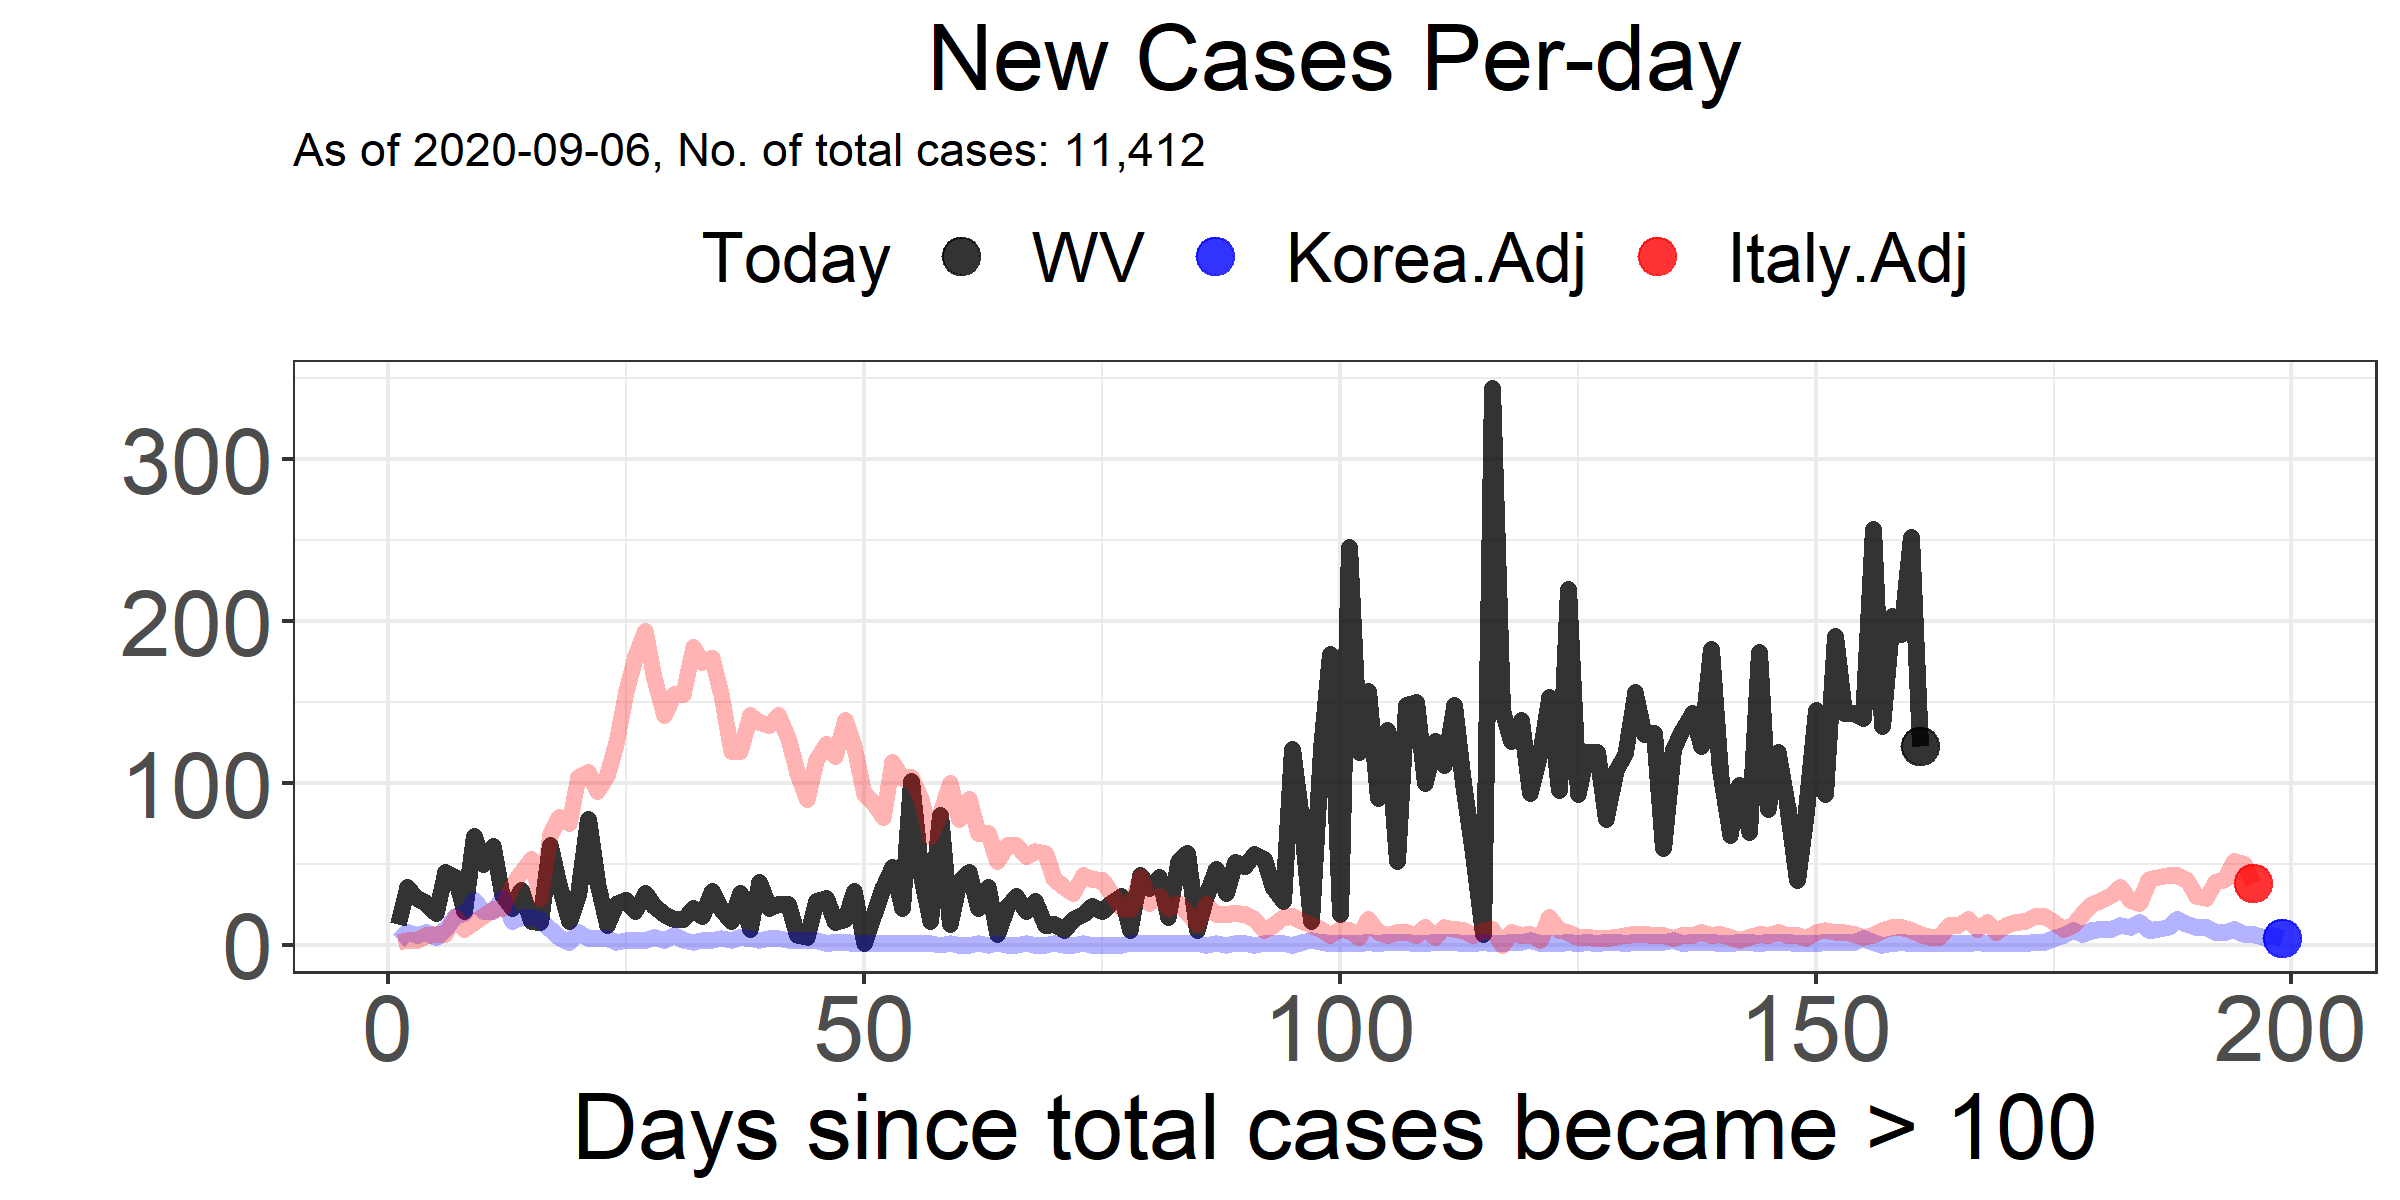 New Cases Per-day
As of 2020-09-06, No. of total cases: 11,412
Today WV Korea.Adj Italy.Adj
300
200
100
0
0 50 100 150 200
Days since total cases became > 100